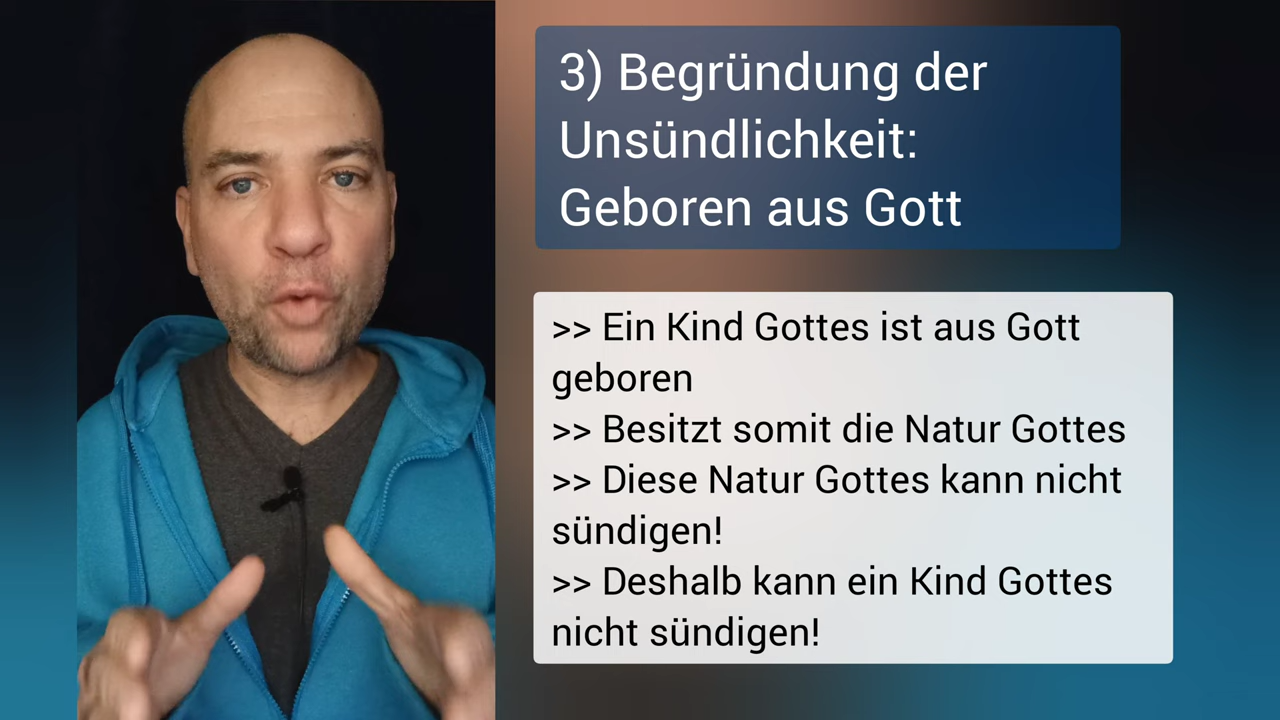 3) Begründung der
Unsündlichkeit:
Geboren aus Gott
>> Ein Kind Gottes ist aus Gott
geboren
>> Besitzt somit die Natur Gottes
>> Diese Natur Gottes kann nicht
sündigen!
>> Deshalb kann ein Kind Gottes
nicht sündigen!